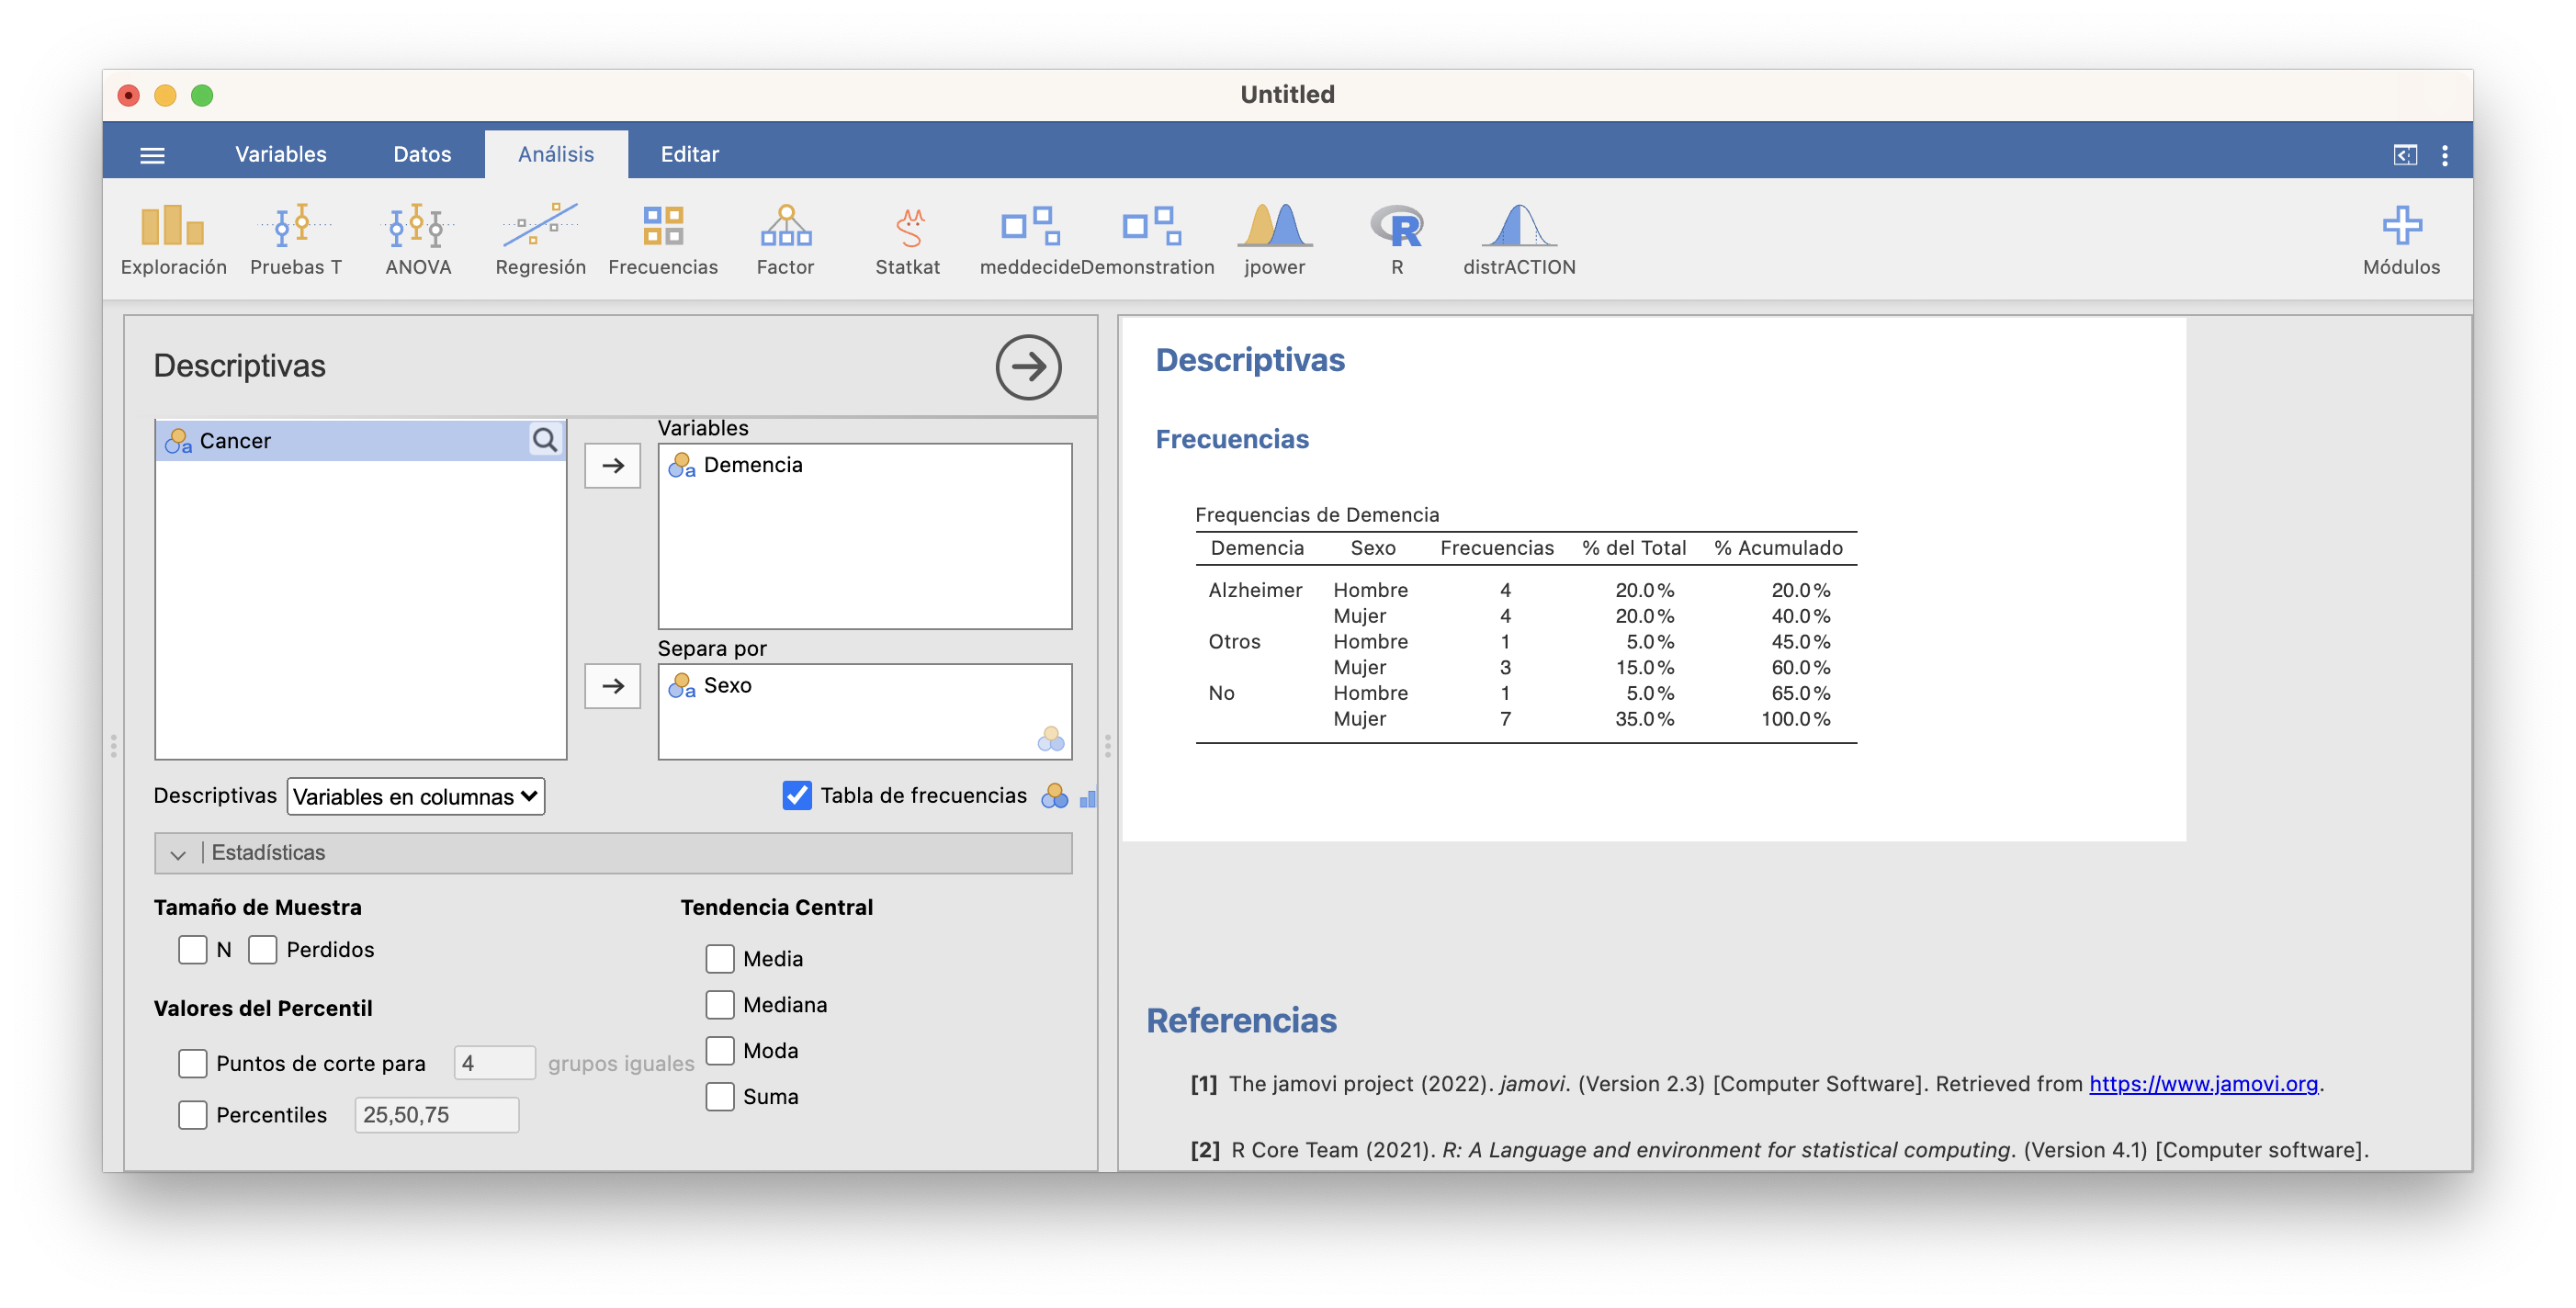 Untitled
Variables Datos Análisis Editar
Exploración Pruebas T ANOVA Regresión Frecuencias Factor Statkat meddecide Demonstration jpower R distrACTION Módulos
Descriptivas
Cancer
Variables
Demencia
Separa por
Sexo
Descriptivas Variables en columnas Tabla de frecuencias
Estadísticas
Tamaño de Muestra
N Perdidos
Valores del Percentil
Puntos de corte para 4 grupos iguales
Percentiles 25,50,75
Tendencia Central
Media
Mediana
Moda
Suma
Descriptivas
Frecuencias
Frequencias de Demencia
Demencia Sexo Frecuencias % del Total % Acumulado
Alzheimer Hombre 4 20.0% 20.0%
Mujer 4 20.0% 40.0%
Otros Hombre 1 5.0% 45.0%
Mujer 3 15.0% 60.0%
No Hombre 1 5.0% 65.0%
Mujer 7 35.0% 100.0%
Referencias
[1] The jamovi project (2022). jamovi. (Version 2.3) [Computer Software]. Retrieved from https://www.jamovi.org.
[2] R Core Team (2021). R: A Language and environment for statistical computing. (Version 4.1) [Computer software].